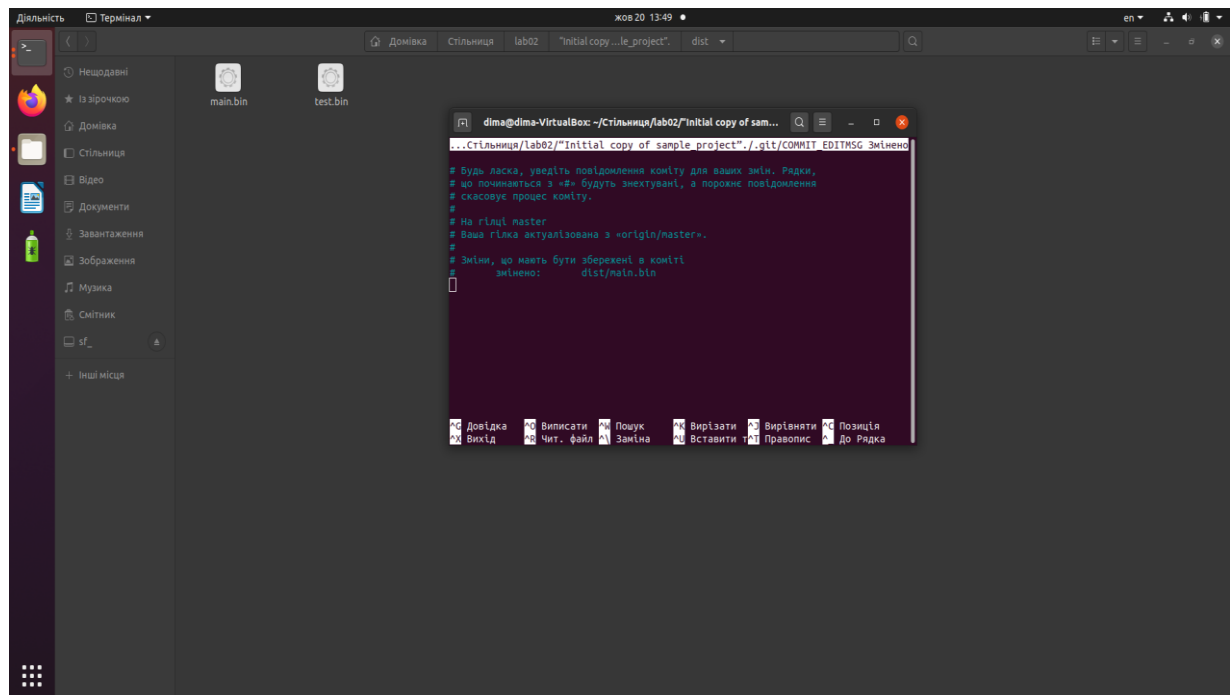 Діяльність
Термінал
жов 20 13:49
en
Домівка
Стільниця
lab02
"Initial copy ...le_project".
dist
Нещодавні
Із зірочкою
Домівка
Стільниця
Відео
Документи
Завантаження
Зображення
Музика
Смітник
sf_
+ Інші місця
main.bin
test.bin
dima@dima-VirtualBox: ~/Стільниця/lab02/"Initial copy of sam...
...Стільниця/lab02/"Initial copy of sample_project"./.git/COMMIT_EDITMSG Змінено
# Будь ласка, уведіть повідомлення коміту для ваших змін. Рядки,
# що починаються з «#» будуть знехтувані, а порожнє повідомлення
# скасовує процес коміту.
#
# На гілці master
# Ваша гілка актуалізована з «origin/master».
#
# Зміни, що мають бути збережені в коміті
# змінено: dist/main.bin
^G Довідка ^O Виписати ^W Пошук ^K Вирізати ^J Вирівняти ^C Позиція
^X Вихід ^R Чит. файл ^\ Заміна ^U Вставити т ^T Правопис ^_ До Рядка